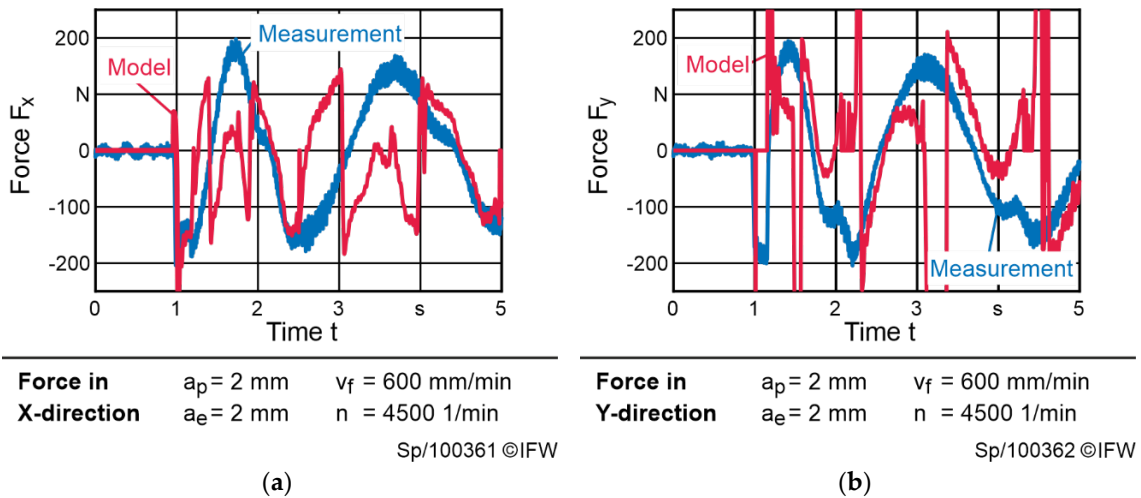 200
N
0
-100
-200
Force Fx
Model
Measurement
0 1 2 3 s 5
Time t
Force in ap = 2 mm vf = 600 mm/min
X-direction ae = 2 mm n = 4500 1/min
Sp/100361 ©IFW
(a)
200
N
0
-100
-200
Force Fy
Model
Measurement
0 1 2 3 s 5
Time t
Force in ap = 2 mm vf = 600 mm/min
Y-direction ae = 2 mm n = 4500 1/min
Sp/100362 ©IFW
(b)